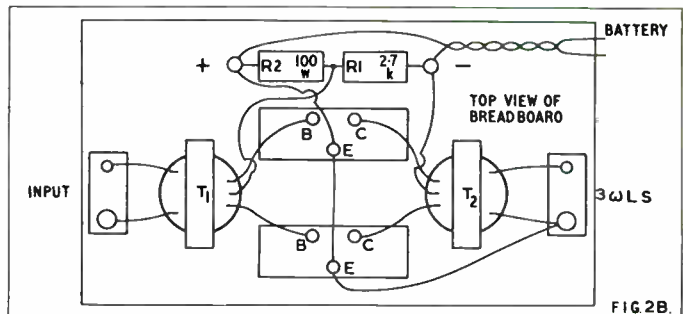 BATTERY
+ R2 100 W R1 2·7 k −
TOP VIEW OF
BREADBOARD
B C
E
INPUT T1 T2 3ωLS
B C
E
FIG.2B.